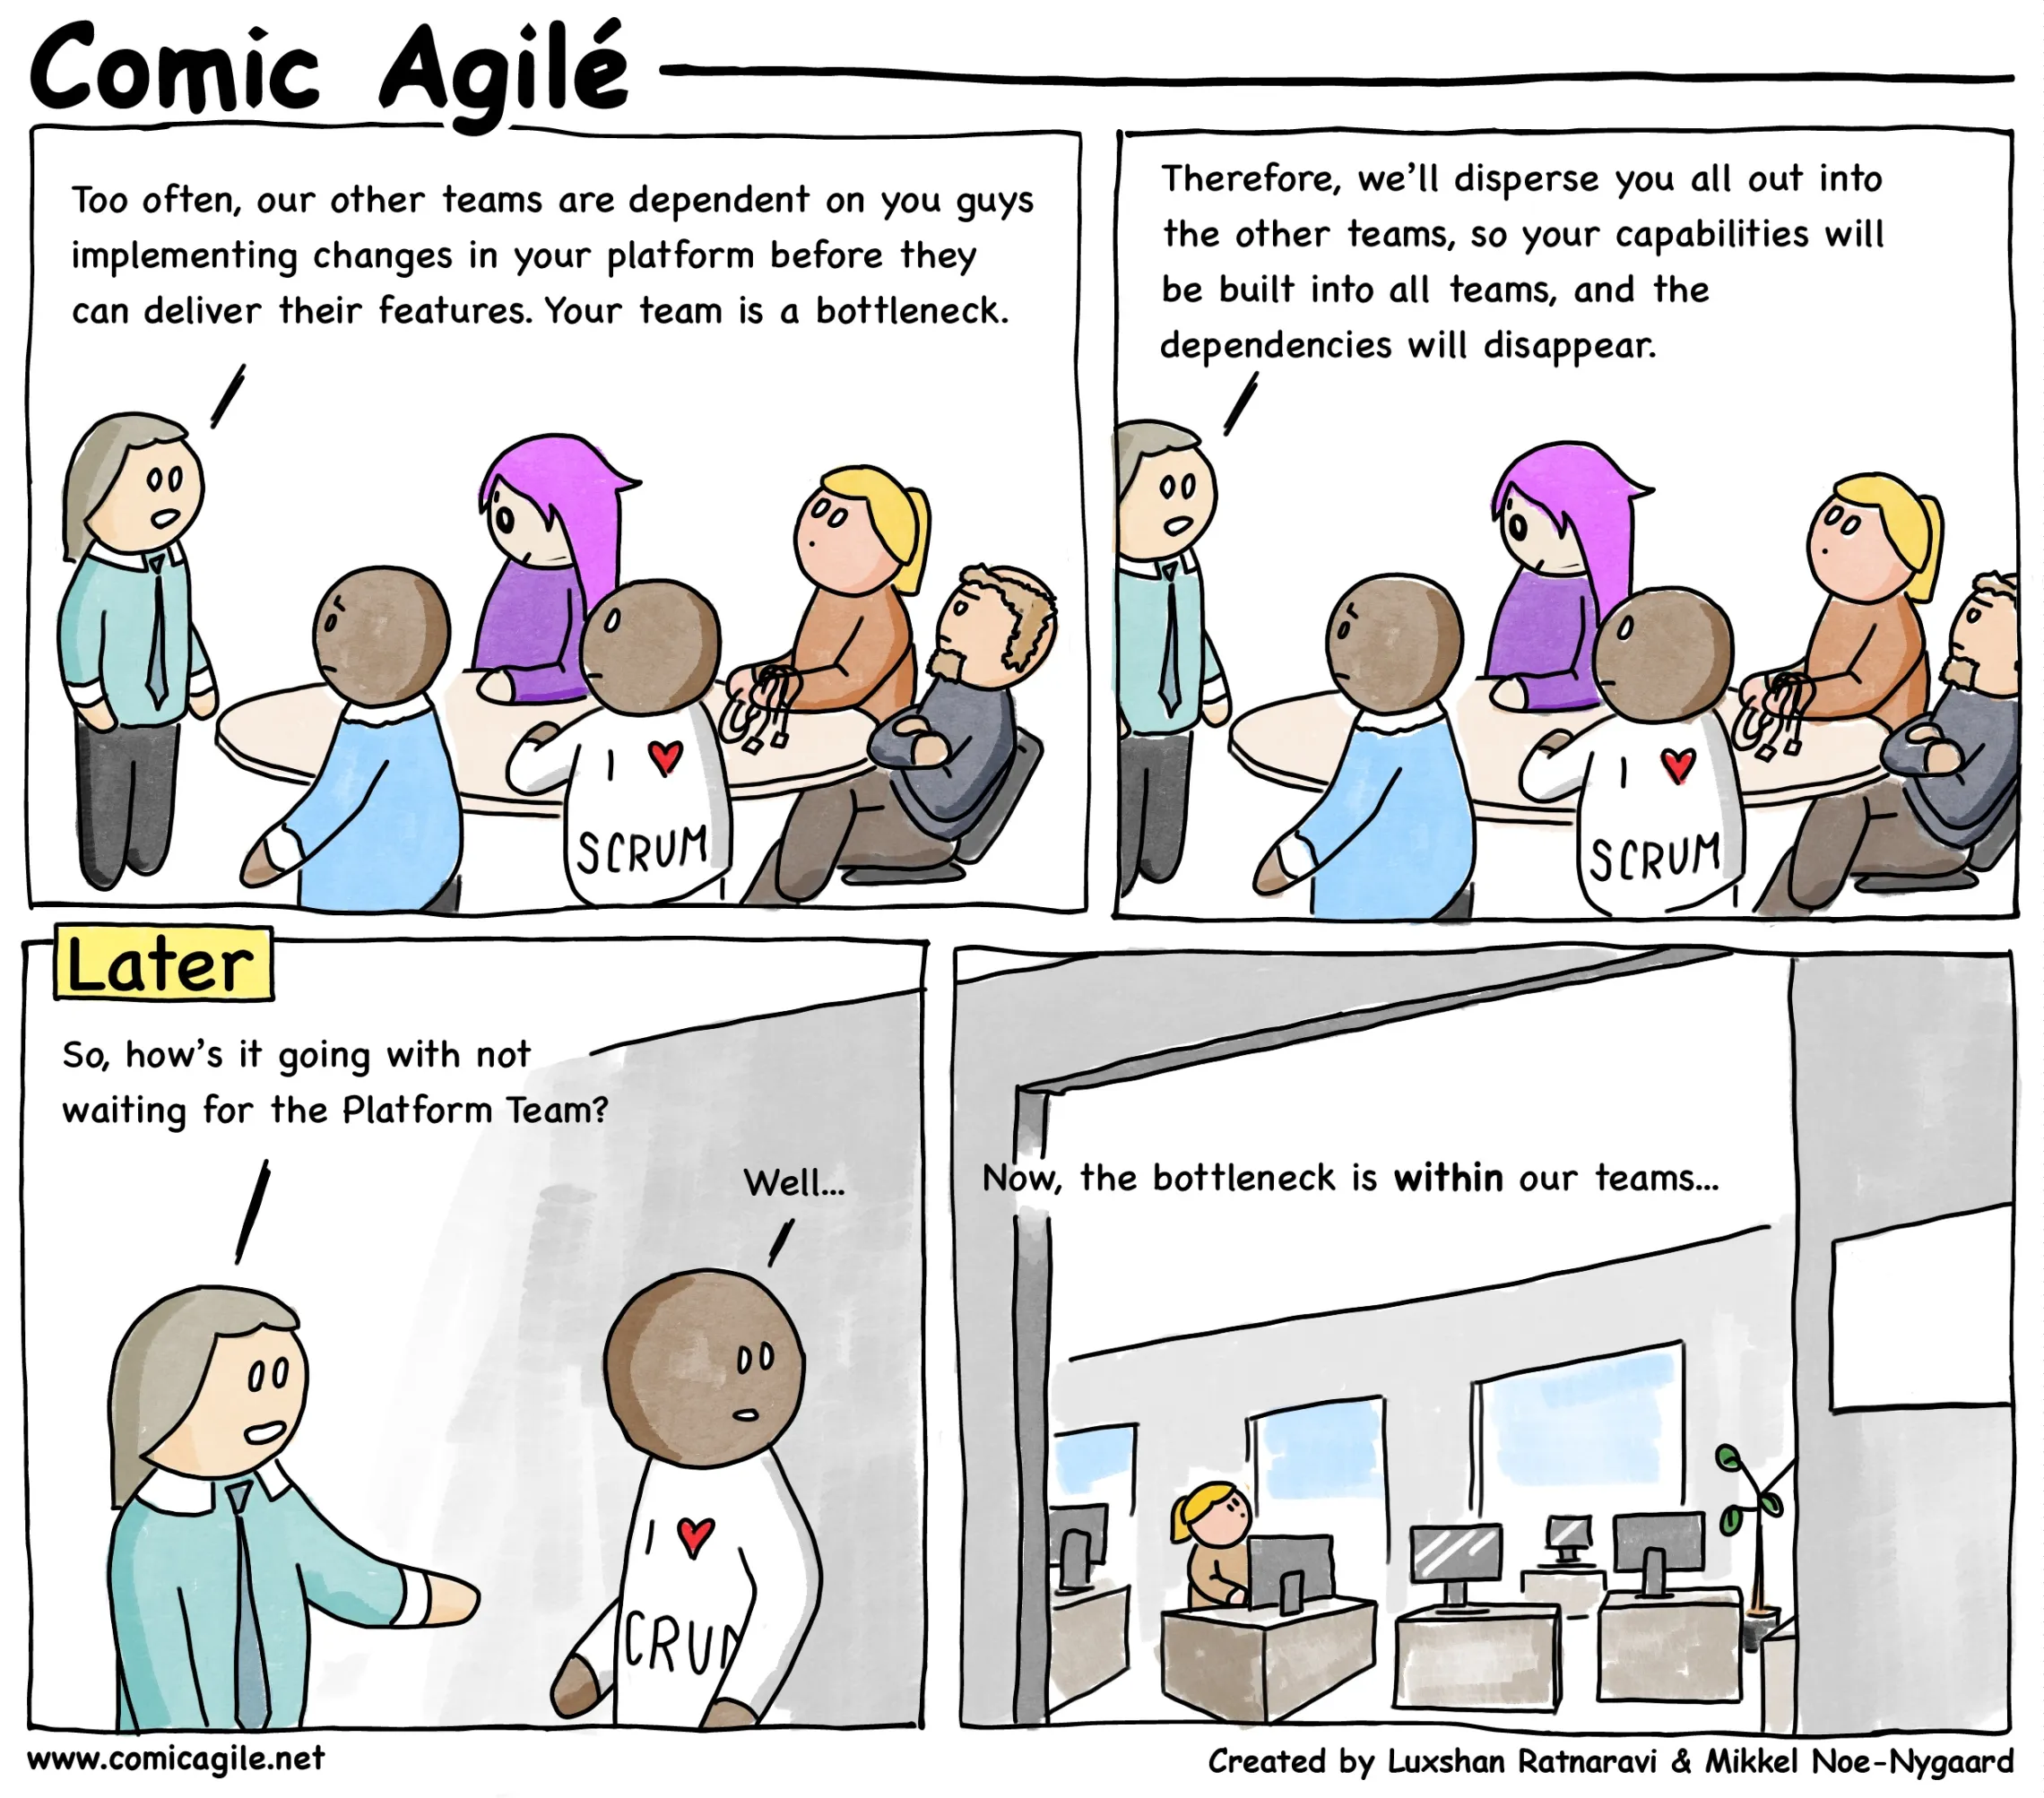 Comic Agilé
Too often, our other teams are dependent on you guys
implementing changes in your platform before they
can deliver their features. Your team is a bottleneck.
I ♥
SCRUM
Therefore, we'll disperse you all out into
the other teams, so your capabilities will
be built into all teams, and the
dependencies will disappear.
I ♥
SCRUM
Later
So, how's it going with not
waiting for the Platform Team?
Well...
I ♥
CRUM
Now, the bottleneck is within our teams...
www.comicagile.net
Created by Luxshan Ratnaravi & Mikkel Noe-Nygaard